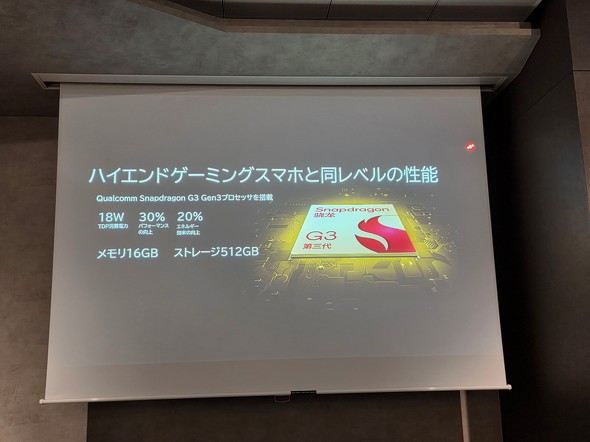 ハイエンドゲーミングスマホと同レベルの性能
Qualcomm Snapdragon G3 Gen3プロセッサを搭載
18W 30% 20%
TDP消費電力 パフォーマンスの向上 エネルギー効率の向上
メモリ16GB ストレージ512GB
Snapdragon
骁龙
G3
第三代